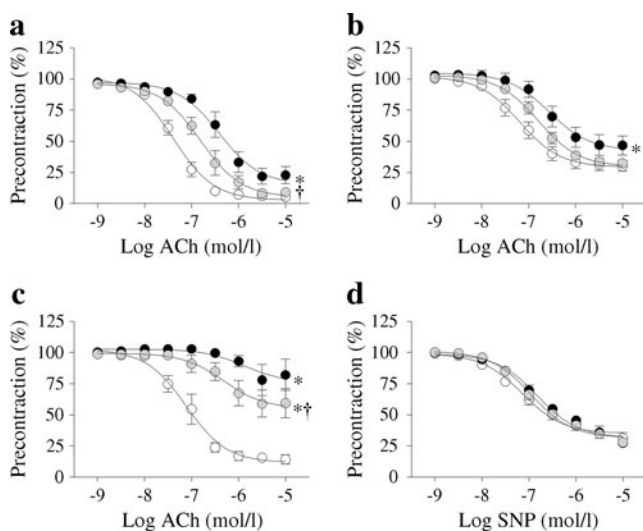 a
Precontraction (%)
125
100
75
50
25
0
-9 -8 -7 -6 -5
Log ACh (mol/l)
*
†
b
Precontraction (%)
125
100
75
50
25
0
-9 -8 -7 -6 -5
Log ACh (mol/l)
*
c
Precontraction (%)
125
100
75
50
25
0
-9 -8 -7 -6 -5
Log ACh (mol/l)
*
*†
d
Precontraction (%)
125
100
75
50
25
0
-9 -8 -7 -6 -5
Log SNP (mol/l)